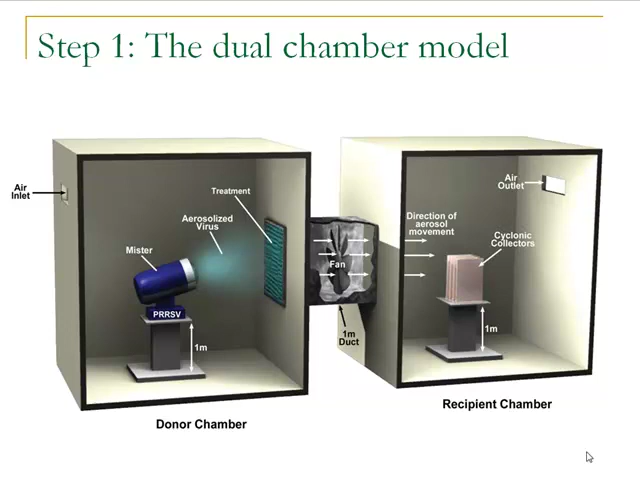 Step 1: The dual chamber model
Air
Inlet
Treatment
Aerosolized
Virus
Mister
PRRSV
1m
Donor Chamber
Fan
1m
Duct
Direction of
aerosol
movement
Air
Outlet
Cyclonic
Collectors
1m
Recipient Chamber